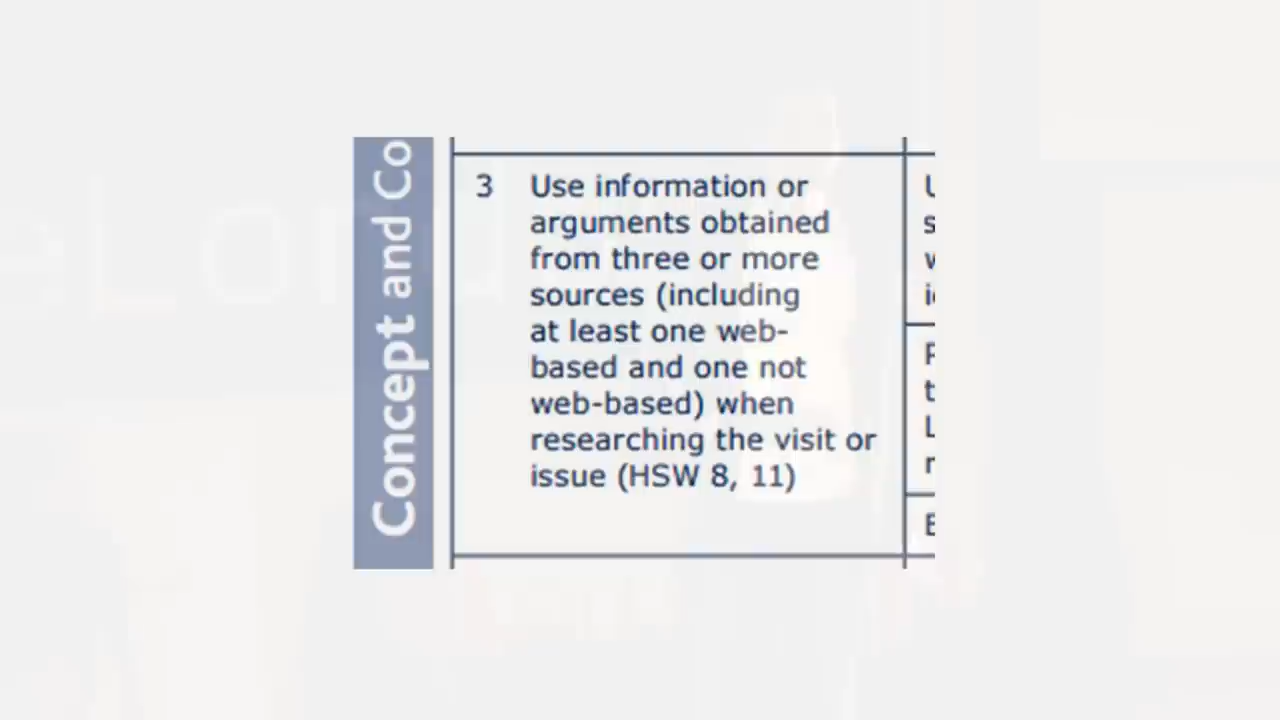 Concept and Co
3 Use information or
arguments obtained
from three or more
sources (including
at least one web-
based and one not
web-based) when
researching the visit or
issue (HSW 8, 11)